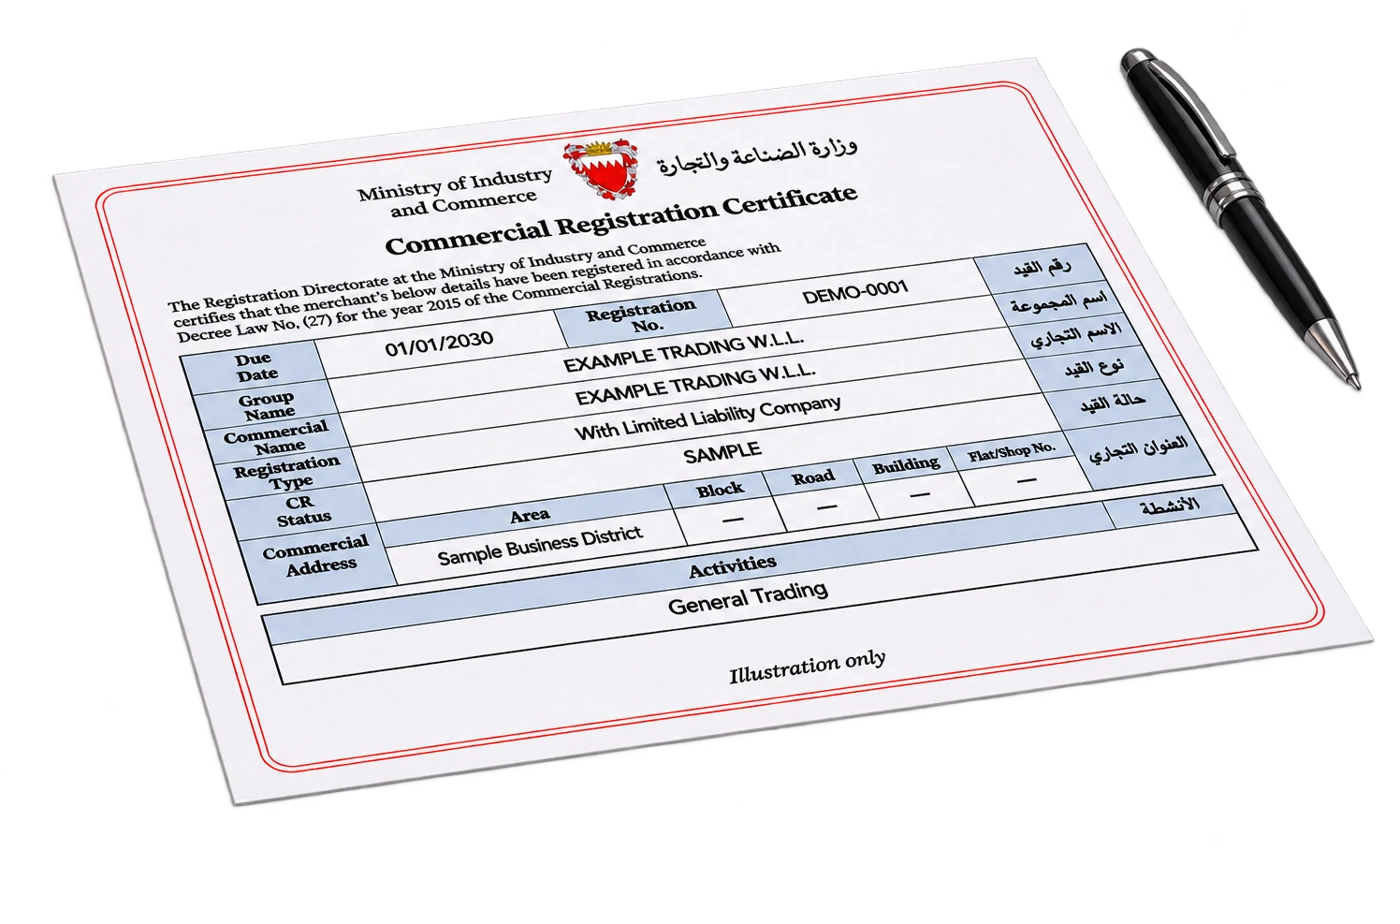 Ministry of Industry
and Commerce
وزارة الصناعة والتجارة
Commercial Registration Certificate
The Registration Directorate at the Ministry of Industry and Commerce
certifies that the merchant's below details have been registered in accordance with
Decree Law No, (27) for the year 2015 of the Commercial Registrations.
Due
Date
01/01/2030
Registration
No.
DEMO-0001
رقم القيد
Group
Name
EXAMPLE TRADING W.L.L.
اسم المجموعة
Commercial
Name
EXAMPLE TRADING W.L.L.
الاسم التجاري
Registration
Type
With Limited Liability Company
نوع القيد
CR
Status
SAMPLE
حالة القيد
Commercial
Address
Area
Block
Road
Building
Flat/Shop No.
العنوان التجاري
Sample Business District
—
—
—
—
Activities
الأنشطة
General Trading
Illustration only